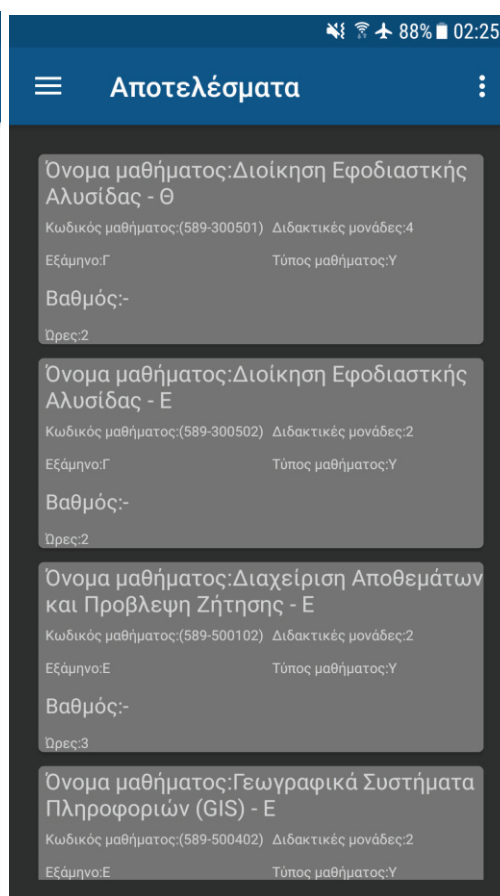 88% 02:25
Αποτελέσματα
Όνομα μαθήματος:Διοίκηση Εφοδιαστκής
Αλυσίδας - Θ
Κωδικός μαθήματος:(589-300501) Διδακτικές μονάδες:4
Εξάμηνο:Γ Τύπος μαθήματος:Υ
Βαθμός:-
Ώρες:2
Όνομα μαθήματος:Διοίκηση Εφοδιαστκής
Αλυσίδας - Ε
Κωδικός μαθήματος:(589-300502) Διδακτικές μονάδες:2
Εξάμηνο:Γ Τύπος μαθήματος:Υ
Βαθμός:-
Ώρες:2
Όνομα μαθήματος:Διαχείριση Αποθεμάτων
και Προβλεψη Ζήτησης - Ε
Κωδικός μαθήματος:(589-500102) Διδακτικές μονάδες:2
Εξάμηνο:Ε Τύπος μαθήματος:Υ
Βαθμός:-
Ώρες:3
Όνομα μαθήματος:Γεωγραφικά Συστήματα
Πληροφοριών (GIS) - Ε
Κωδικός μαθήματος:(589-500402) Διδακτικές μονάδες:2
Εξάμηνο:Ε Τύπος μαθήματος:Υ